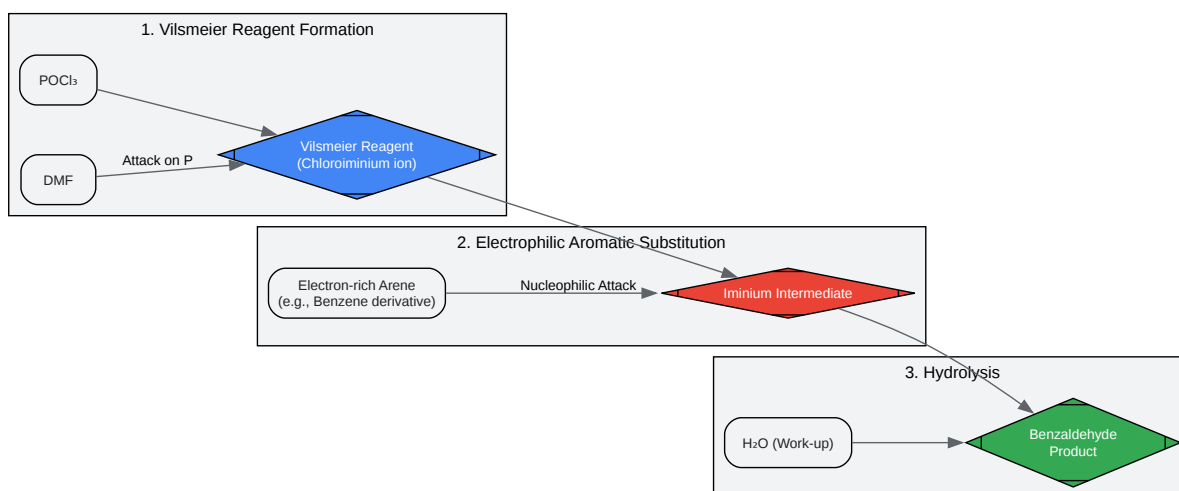 1. Vilsmeier Reagent Formation
POCl₃
DMF
Attack on P
Vilsmeier Reagent
(Chloroiminium ion)
2. Electrophilic Aromatic Substitution
Electron-rich Arene
(e.g., Benzene derivative)
Nucleophilic Attack
Iminium Intermediate
3. Hydrolysis
H₂O (Work-up)
Benzaldehyde
Product